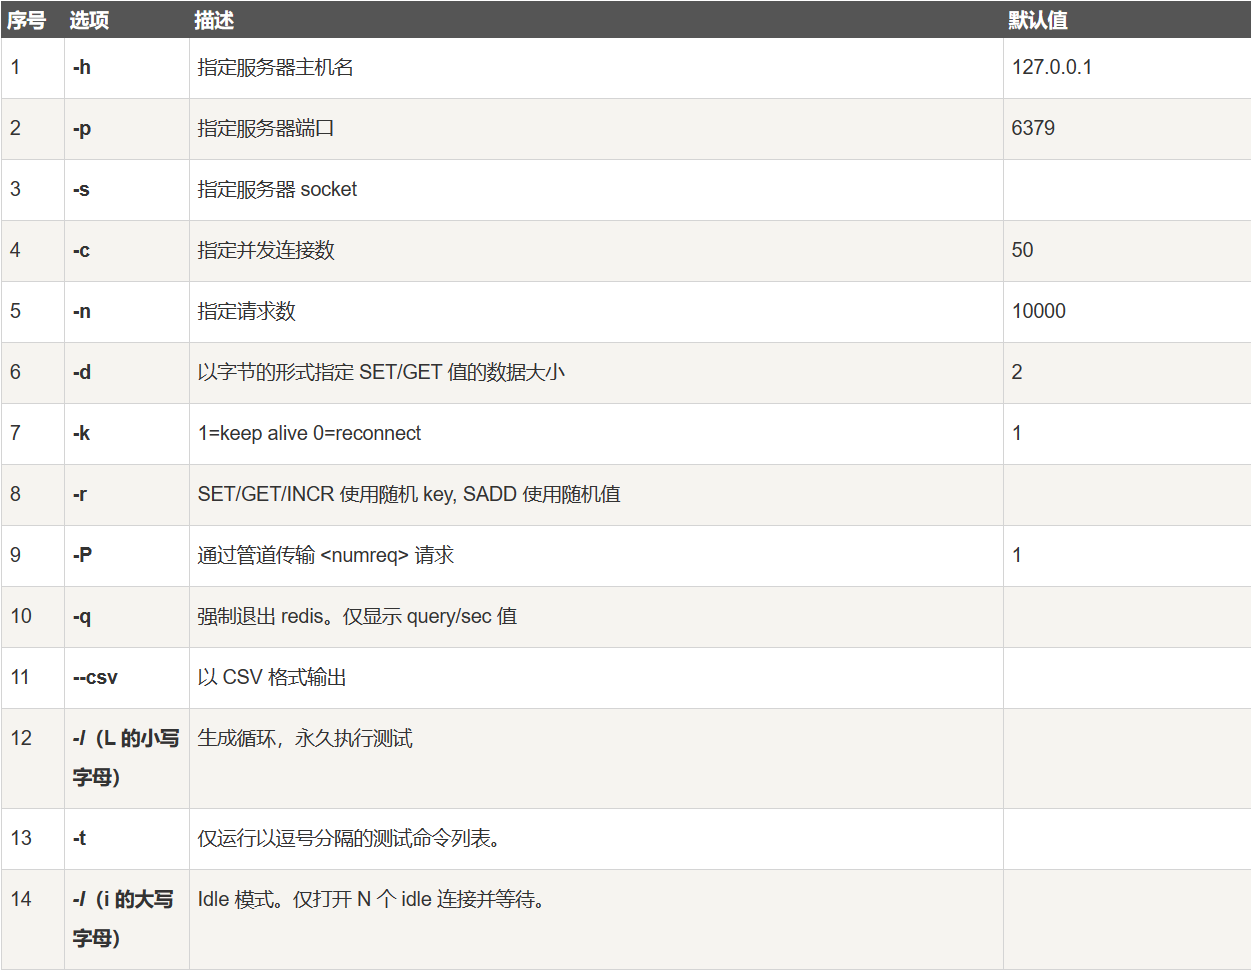 序号 选项 描述 默认值
1 -h 指定服务器主机名 127.0.0.1
2 -p 指定服务器端口 6379
3 -s 指定服务器 socket
4 -c 指定并发连接数 50
5 -n 指定请求数 10000
6 -d 以字节的形式指定 SET/GET 值的数据大小 2
7 -k 1=keep alive 0=reconnect 1
8 -r SET/GET/INCR 使用随机 key, SADD 使用随机值
9 -P 通过管道传输 <numreq> 请求 1
10 -q 强制退出 redis。仅显示 query/sec 值
11 --csv 以 CSV 格式输出
12 -l（L 的小写 生成循环，永久执行测试
字母）
13 -t 仅运行以逗号分隔的测试命令列表。
14 -I（i 的大写 Idle 模式。仅打开 N 个 idle 连接并等待。
字母）